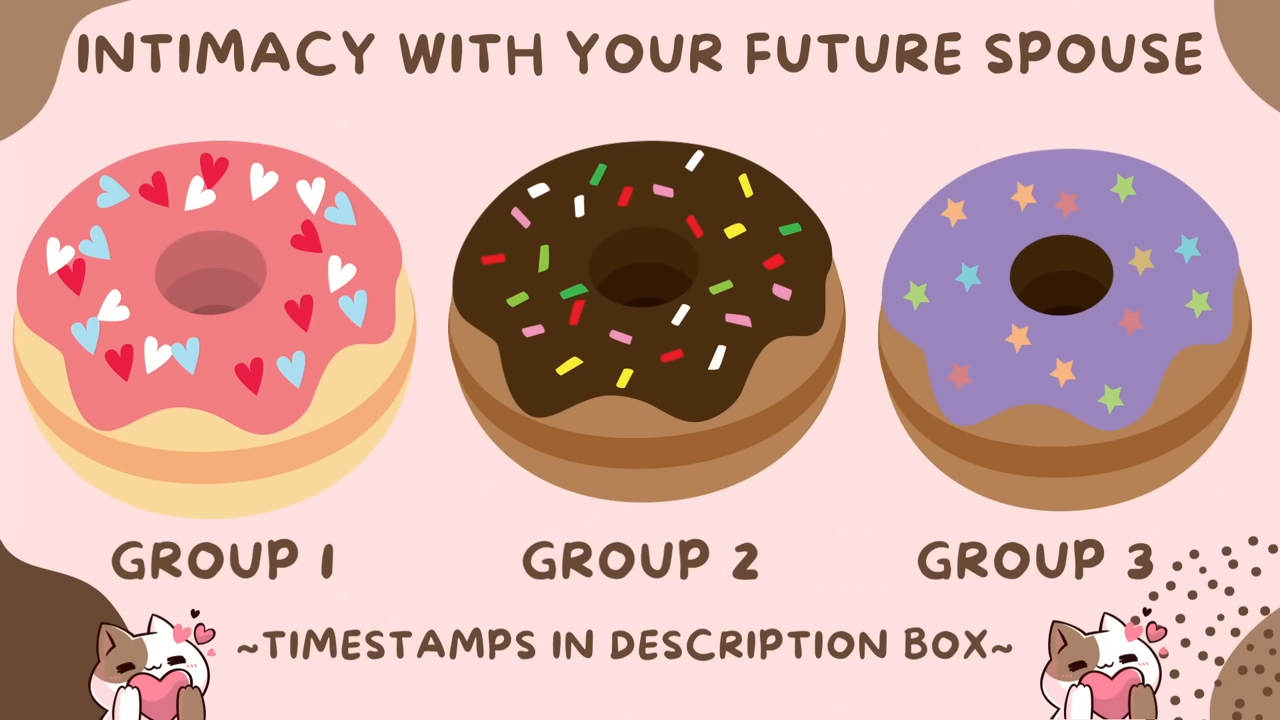 INTIMACY WITH YOUR FUTURE SPOUSE
GROUP 1
GROUP 2
GROUP 3
~TIMESTAMPS IN DESCRIPTION BOX~